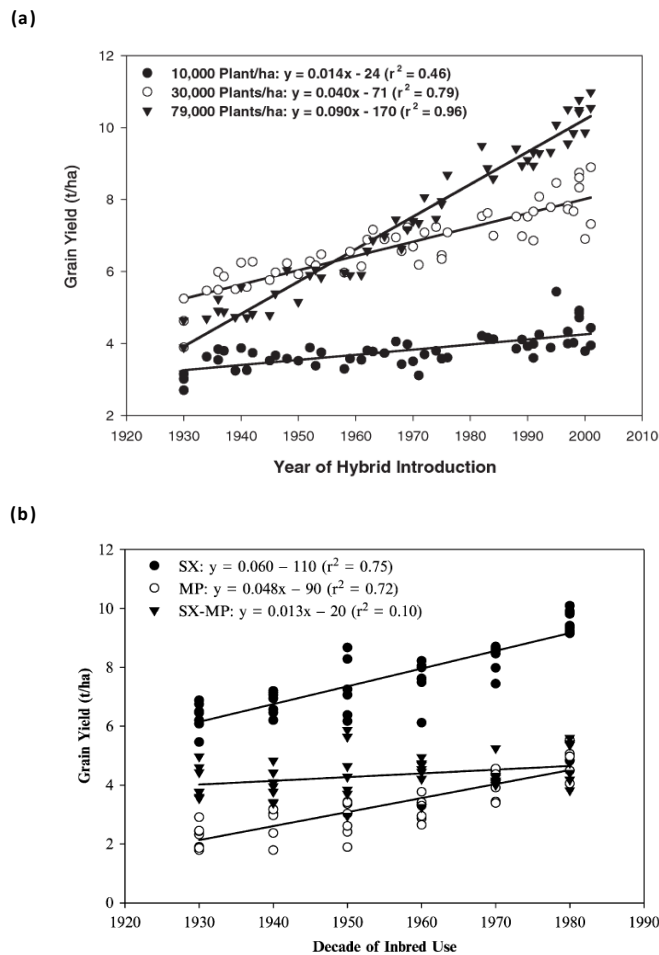 (a)
12
10,000 Plant/ha: y = 0.014x - 24 (r² = 0.46)
30,000 Plants/ha: y = 0.040x - 71 (r² = 0.79)
79,000 Plants/ha: y = 0.090x - 170 (r² = 0.96)
10
8
6
4
2
Grain Yield (t/ha)
1920 1930 1940 1950 1960 1970 1980 1990 2000 2010
Year of Hybrid Introduction
(b)
12
SX: y = 0.060 – 110 (r² = 0.75)
MP: y = 0.048x – 90 (r² = 0.72)
SX-MP: y = 0.013x – 20 (r² = 0.10)
10
8
6
4
2
0
Grain Yield (t/ha)
1920 1930 1940 1950 1960 1970 1980 1990
Decade of Inbred Use